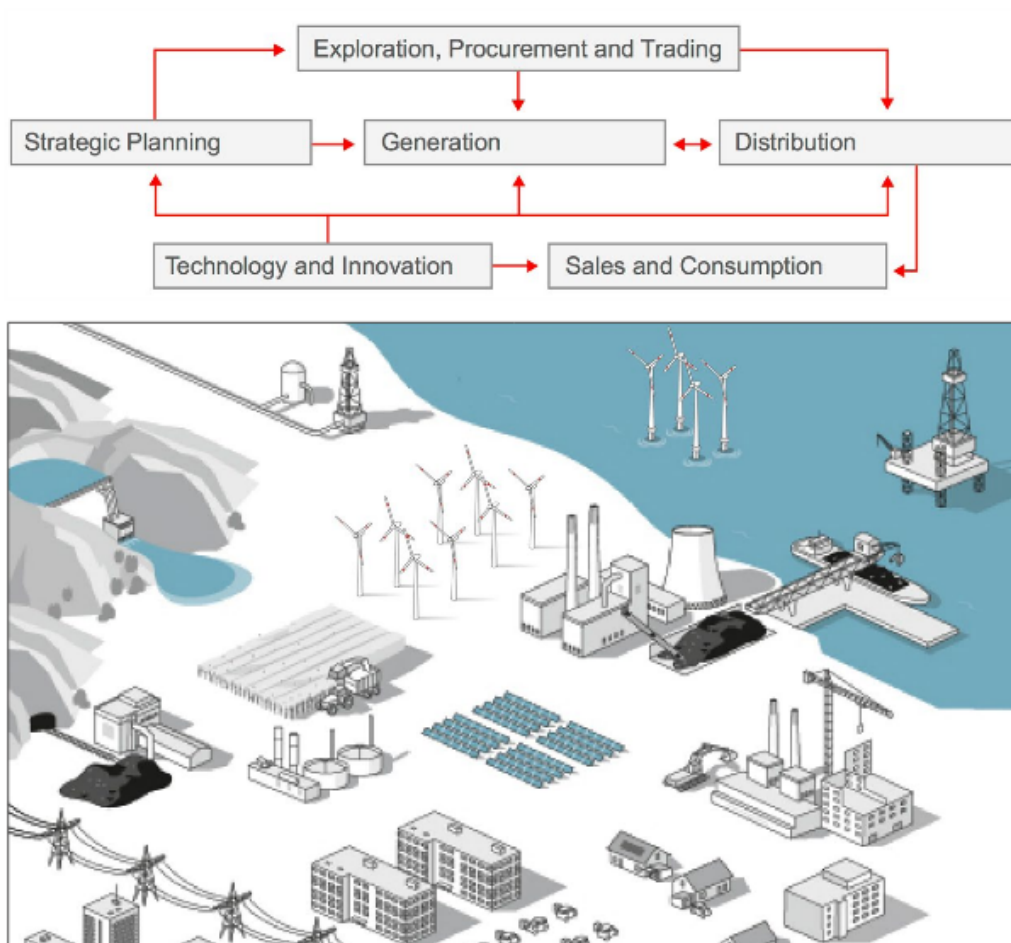 Exploration, Procurement and Trading
Strategic Planning
Generation
Distribution
Technology and Innovation
Sales and Consumption